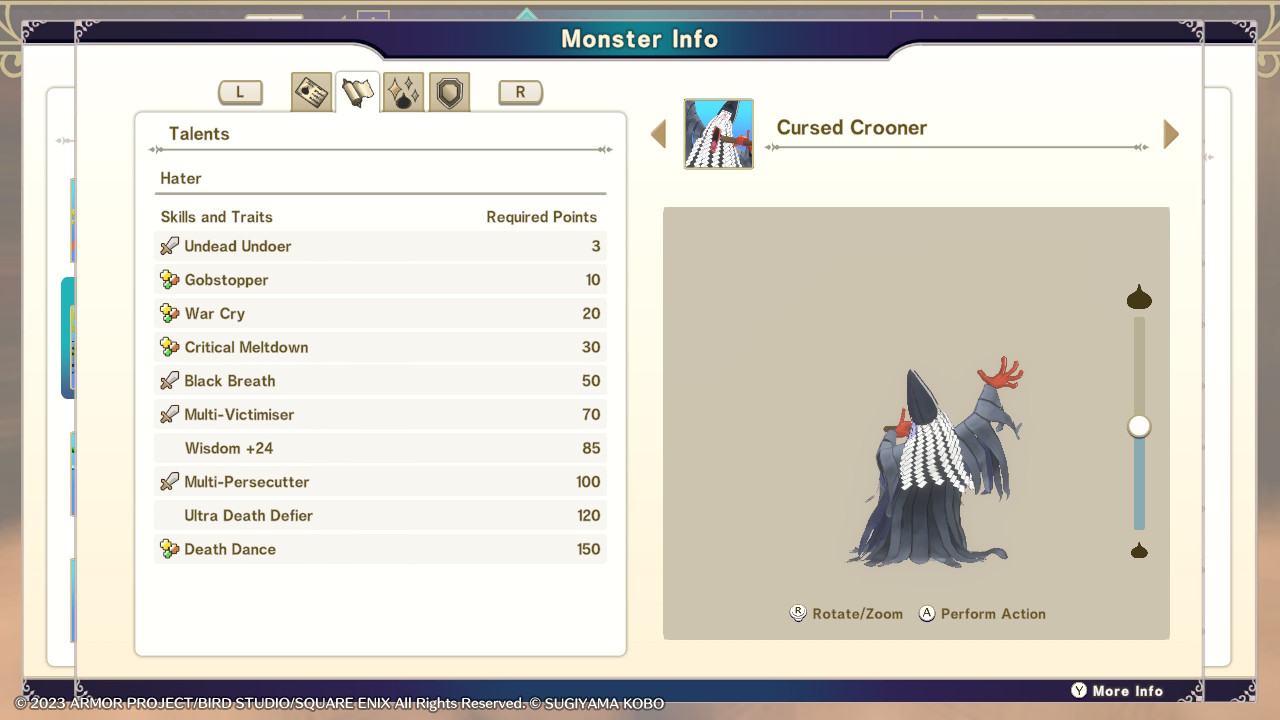 Monster Info
L
R
Talents
Hater
Skills and Traits Required Points
Undead Undoer 3
Gobstopper 10
War Cry 20
Critical Meltdown 30
Black Breath 50
Multi-Victimiser 70
Wisdom +24 85
Multi-Persecutter 100
Ultra Death Defier 120
Death Dance 150
Cursed Crooner
R Rotate/Zoom A Perform Action
Y More Info
© 2023 ARMOR PROJECT/BIRD STUDIO/SQUARE ENIX All Rights Reserved. © SUGIYAMA KOBO